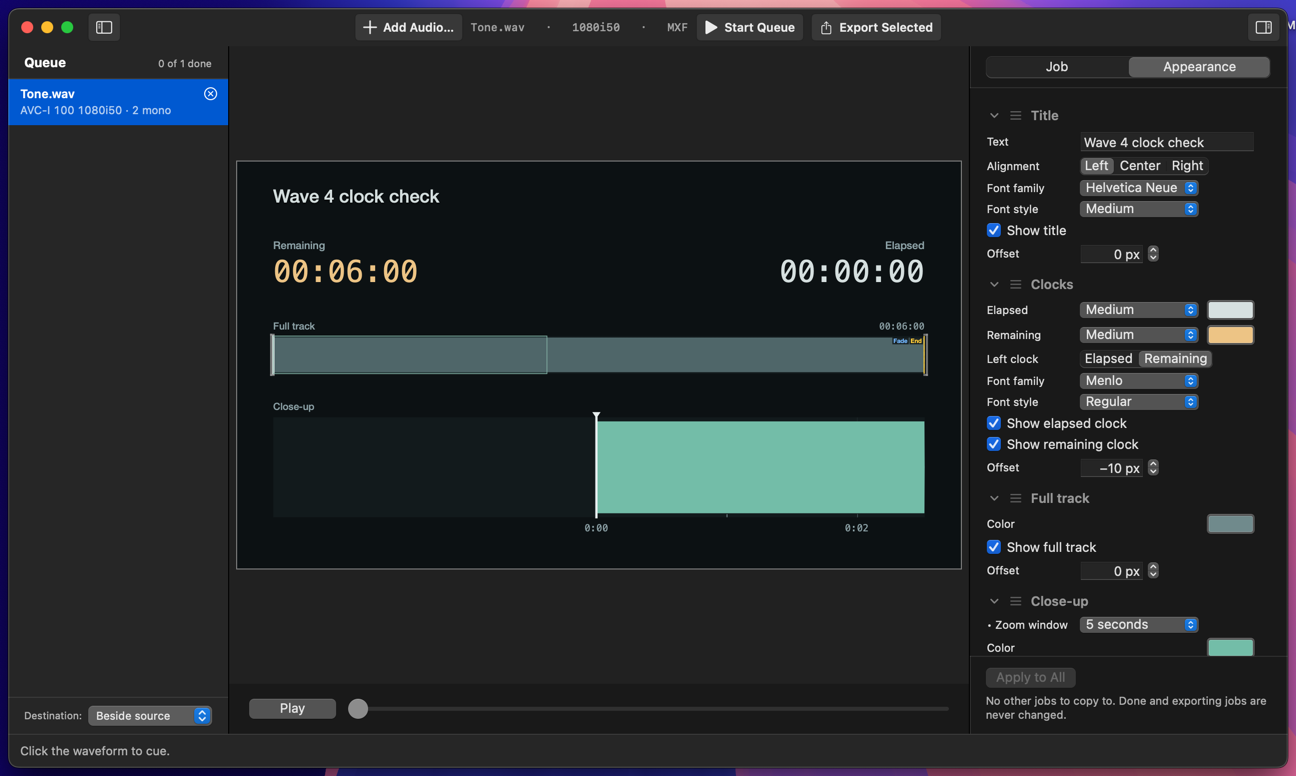 Add Audio... Tone.wav · 1080i50 · MXF Start Queue Export Selected
Queue 0 of 1 done
Tone.wav
AVC-I 100 1080i50 · 2 mono
Destination: Beside source
Click the waveform to cue.
Wave 4 clock check
Remaining Elapsed
00:06:00 00:00:00
Full track 00:06:00
Fade End
Close-up
0:00 0:02
Play
Job Appearance
Title
Text Wave 4 clock check
Alignment Left Center Right
Font family Helvetica Neue
Font style Medium
Show title
Offset 0 px
Clocks
Elapsed Medium
Remaining Medium
Left clock Elapsed Remaining
Font family Menlo
Font style Regular
Show elapsed clock
Show remaining clock
Offset −10 px
Full track
Color
Show full track
Offset 0 px
Close-up
• Zoom window 5 seconds
Color
Apply to All
No other jobs to copy to. Done and exporting jobs are
never changed.